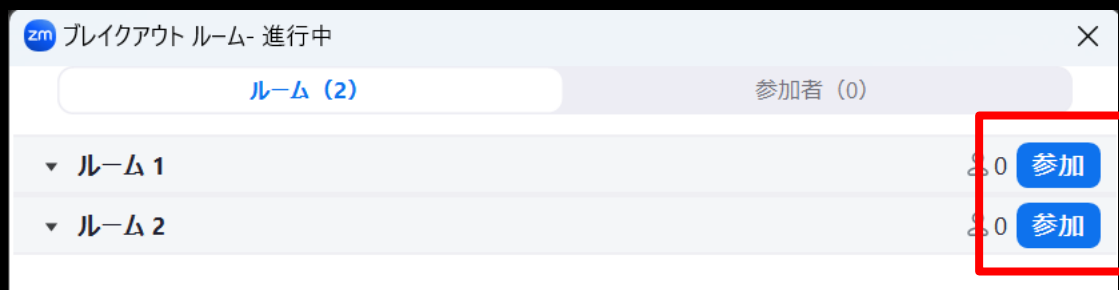 zm ブレイクアウト ルーム- 進行中
ルーム（2） 参加者（0）
ルーム 1 0 参加
ルーム 2 0 参加